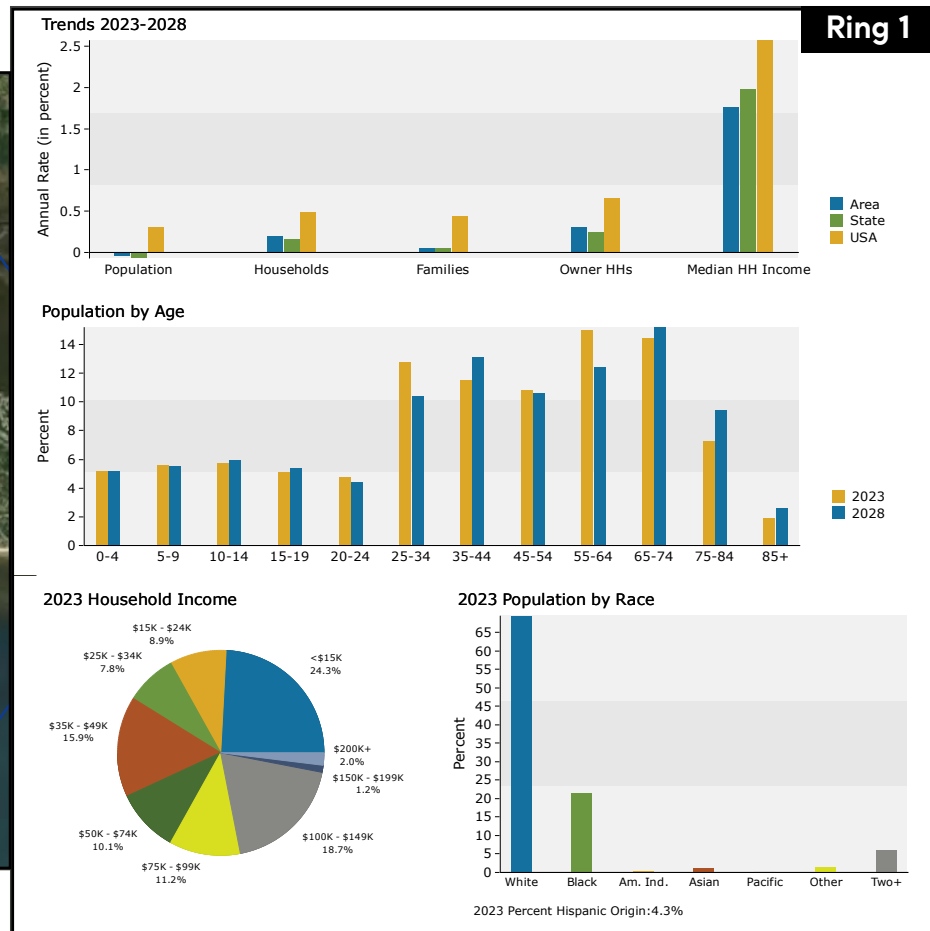 Trends 2023-2028
Ring 1
Annual Rate (in percent)
2.5
2
1.5
1
0.5
0
Population
Households
Families
Owner HHs
Median HH Income
Area
State
USA
Population by Age
Percent
14
12
10
8
6
4
2
0
0-4
5-9
10-14
15-19
20-24
25-34
35-44
45-54
55-64
65-74
75-84
85+
2023
2028
2023 Household Income
<$15K
24.3%
$15K - $24K
8.9%
$25K - $34K
7.8%
$35K - $49K
15.9%
$50K - $74K
10.1%
$75K - $99K
11.2%
$100K - $149K
18.7%
$150K - $199K
1.2%
$200K+
2.0%
2023 Population by Race
Percent
65
60
55
50
45
40
35
30
25
20
15
10
5
0
White
Black
Am. Ind.
Asian
Pacific
Other
Two+
2023 Percent Hispanic Origin:4.3%